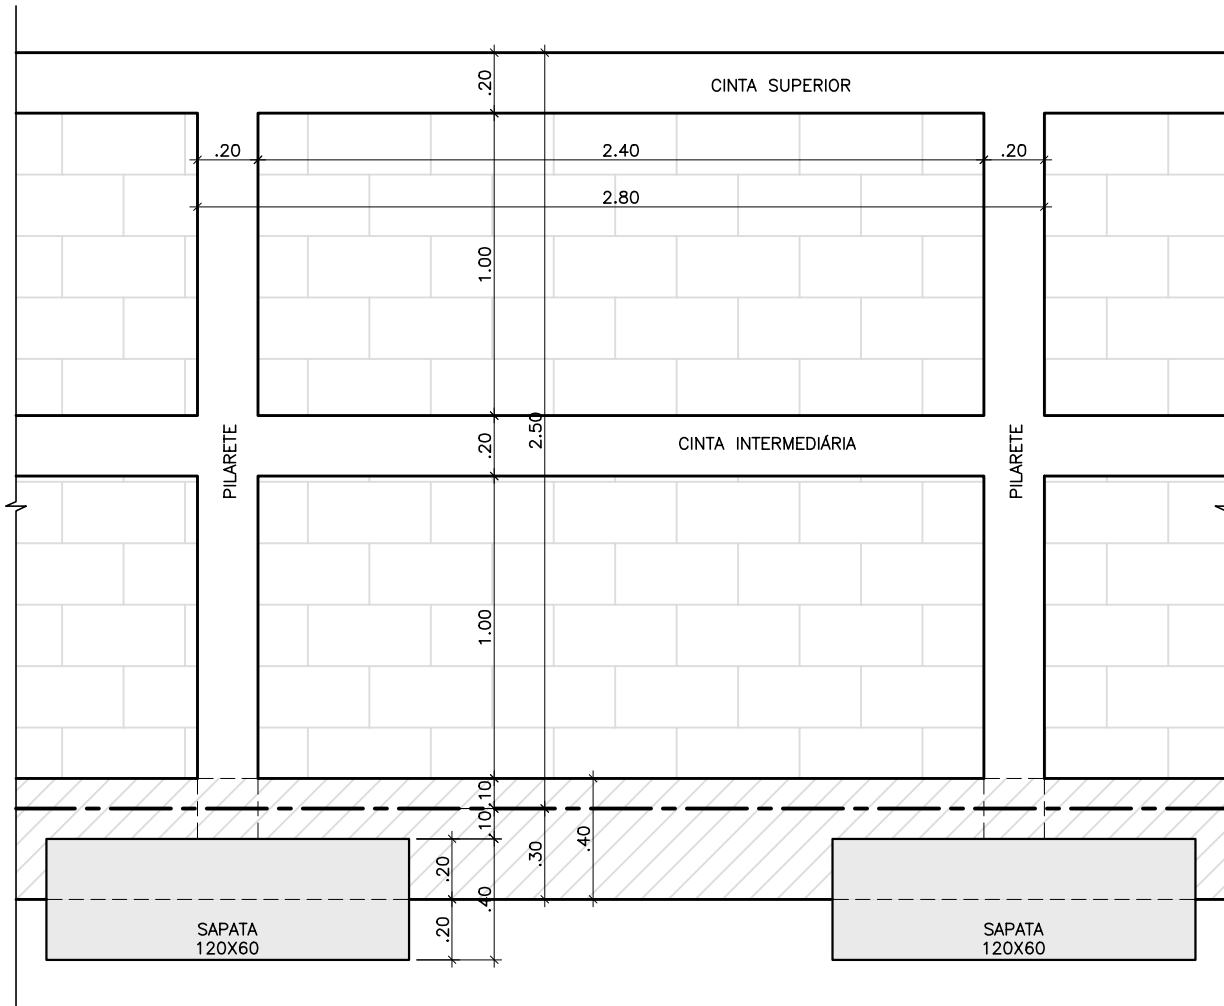 .20
CINTA SUPERIOR
.20
2.40
.20
2.80
1.00
PILARETE
.20
2.50
CINTA INTERMEDIÁRIA
PILARETE
1.00
.10
.10
.20
.40
.30
.40
.20
SAPATA
120X60
SAPATA
120X60